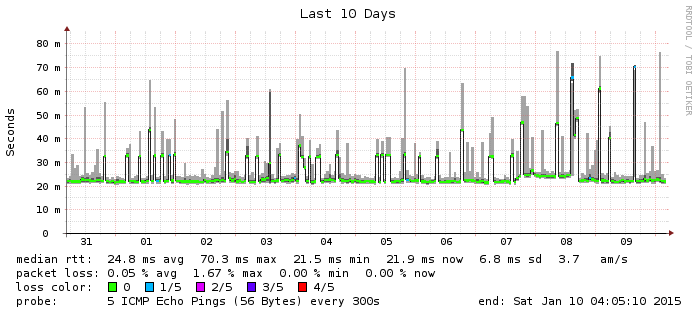 Last 10 Days
RRDTOOL / TOBI OETIKER
Seconds
80 m
70 m
60 m
50 m
40 m
30 m
20 m
10 m
0
31 01 02 03 04 05 06 07 08 09
median rtt: 24.8 ms avg 70.3 ms max 21.5 ms min 21.9 ms now 6.8 ms sd 3.7 am/s
packet loss: 0.05 % avg 1.67 % max 0.00 % min 0.00 % now
loss color: 0 1/5 2/5 3/5 4/5
probe: 5 ICMP Echo Pings (56 Bytes) every 300s end: Sat Jan 10 04:05:10 2015